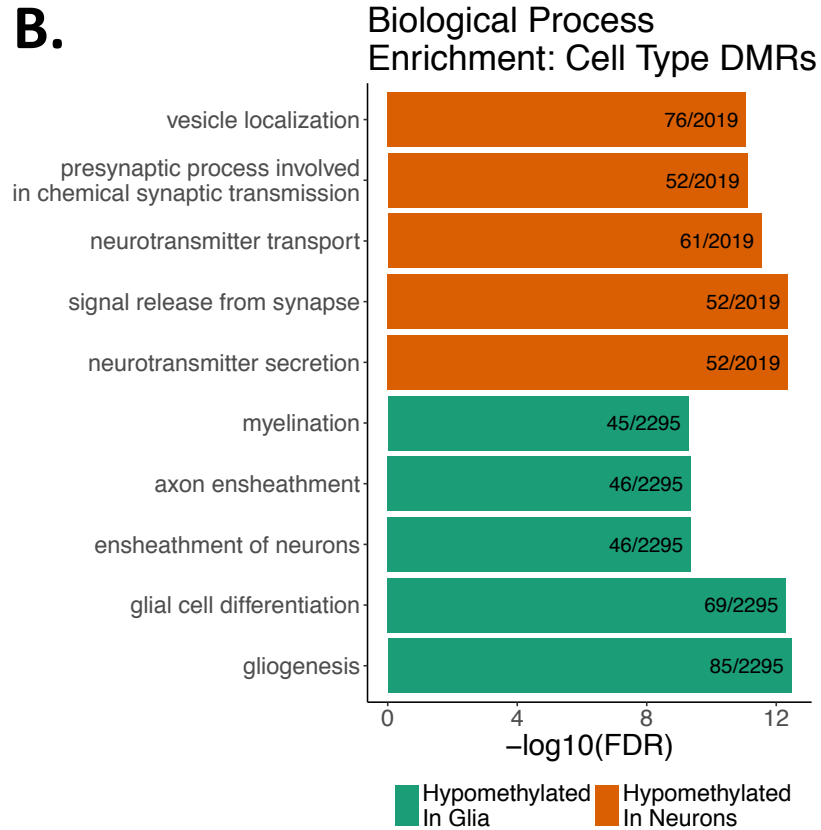 B.
Biological Process
Enrichment: Cell Type DMRs
vesicle localization
76/2019
presynaptic process involved
in chemical synaptic transmission
52/2019
neurotransmitter transport
61/2019
signal release from synapse
52/2019
neurotransmitter secretion
52/2019
myelination
45/2295
axon ensheathment
46/2295
ensheathment of neurons
46/2295
glial cell differentiation
69/2295
gliogenesis
85/2295
0 4 8 12
−log10(FDR)
Hypomethylated
In Glia
Hypomethylated
In Neurons